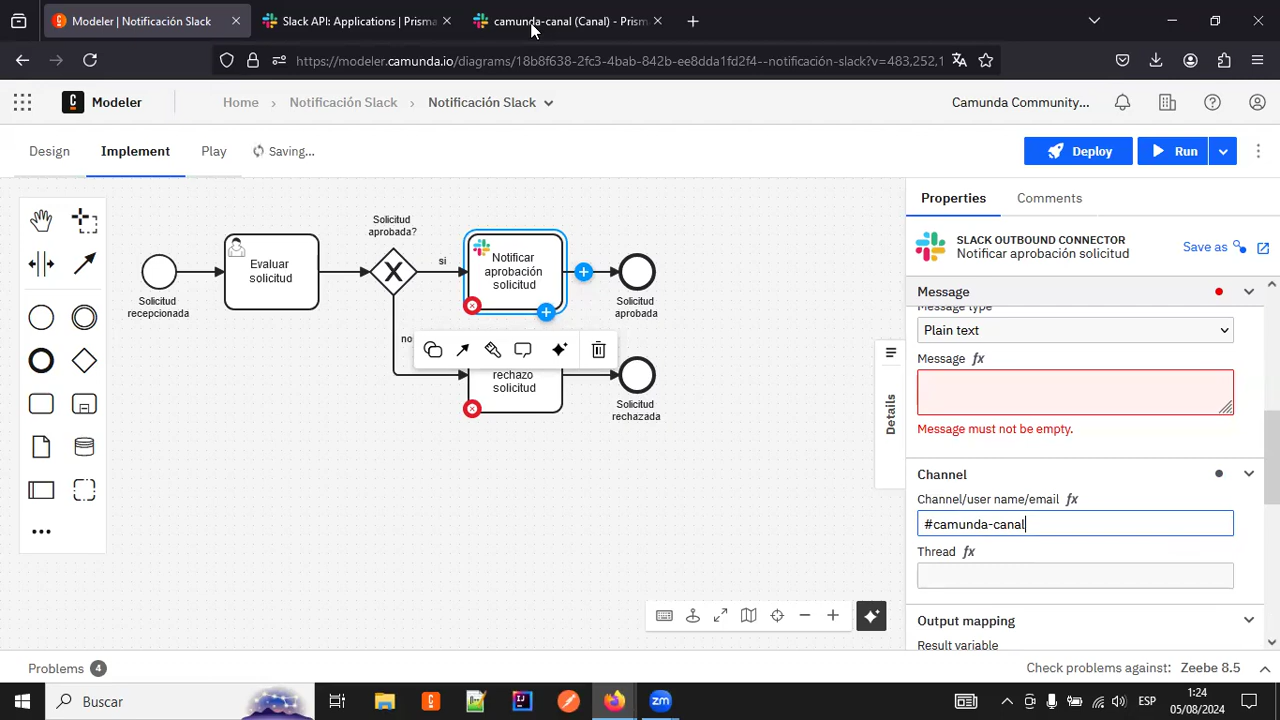 Modeler | Notificación Slack
Slack API: Applications | Prisma
camunda-canal (Canal) - Prism
https://modeler.camunda.io/diagrams/18b8f638-2fc3-4bab-842b-ee8dda1fd2f4--notificación-slack?v=483,252,1
Modeler
Home
Notificación Slack
Notificación Slack
Camunda Community...
Design
Implement
Play
Saving...
Deploy
Run
Properties
Comments
SLACK OUTBOUND CONNECTOR
Notificar aprobación solicitud
Save as
Message
Message type
Plain text
Message fx
Message must not be empty.
Channel
Channel/user name/email fx
#camunda-canal
Thread fx
Output mapping
Result variable
Details
Solicitud
recepcionada
Evaluar
solicitud
Solicitud
aprobada?
X
si
Notificar
aprobación
solicitud
Solicitud
aprobada
no
rechazo
solicitud
Solicitud
rechazada
Problems 4
Check problems against: Zeebe 8.5
Buscar
zm
ESP
1:24
05/08/2024